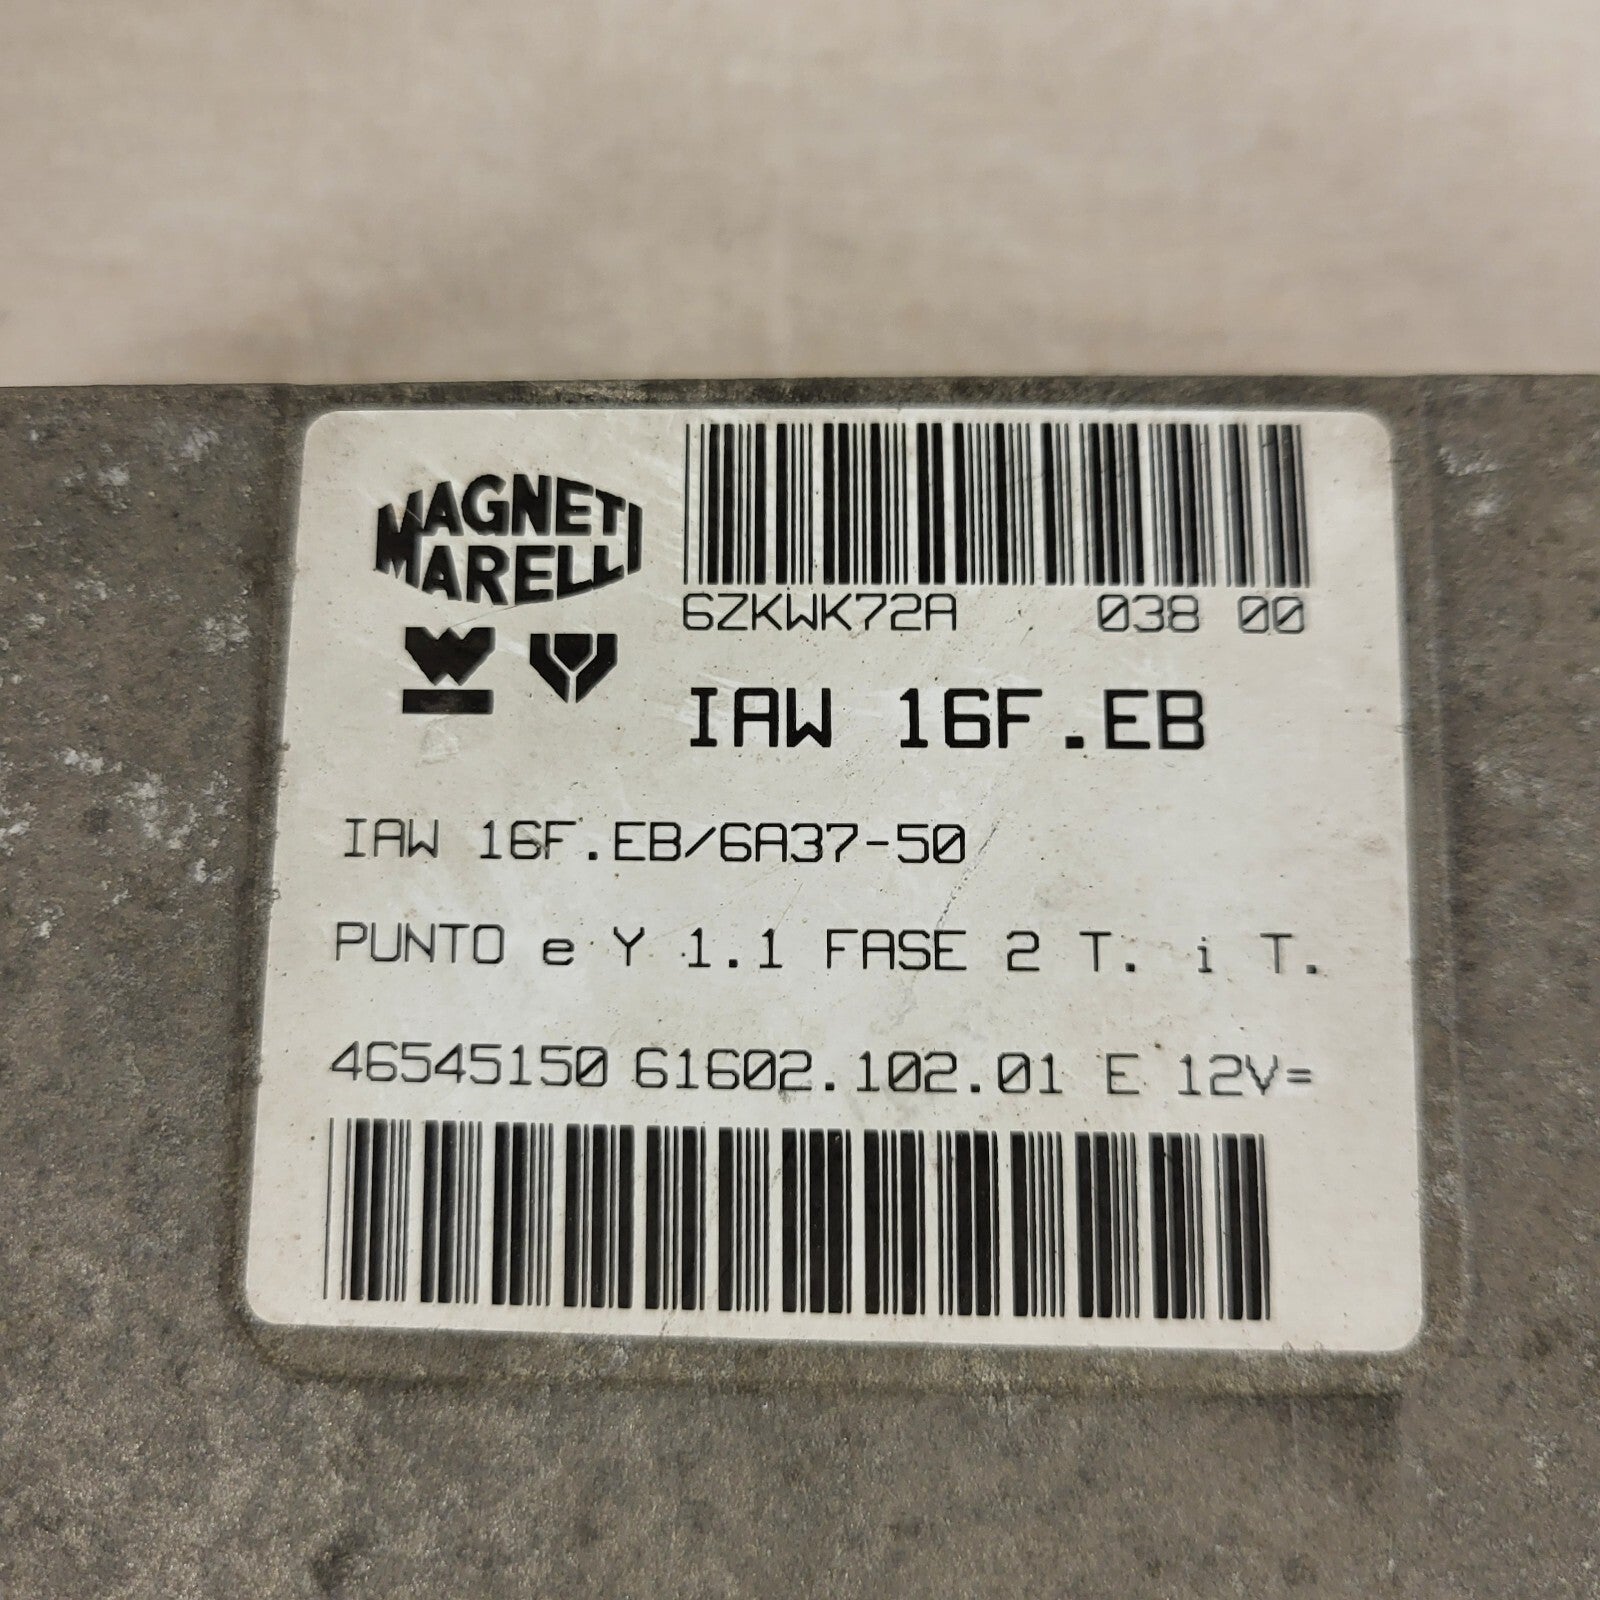 MAGNETI
MARELLI
6ZKWK72A 038 00
IAW 16F.EB
IAW 16F.EB/6A37-50
PUNTO e Y 1.1 FASE 2 T. i T.
46545150 61602.102.01 E 12V=